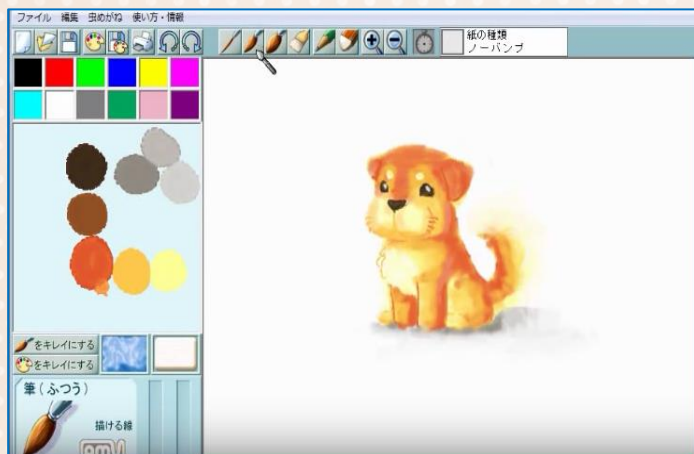 ファイル 編集 虫めがね 使い方・情報
紙の種類
ノーバンプ
をキレイにする
をキレイにする
筆(ふつう)
描ける線